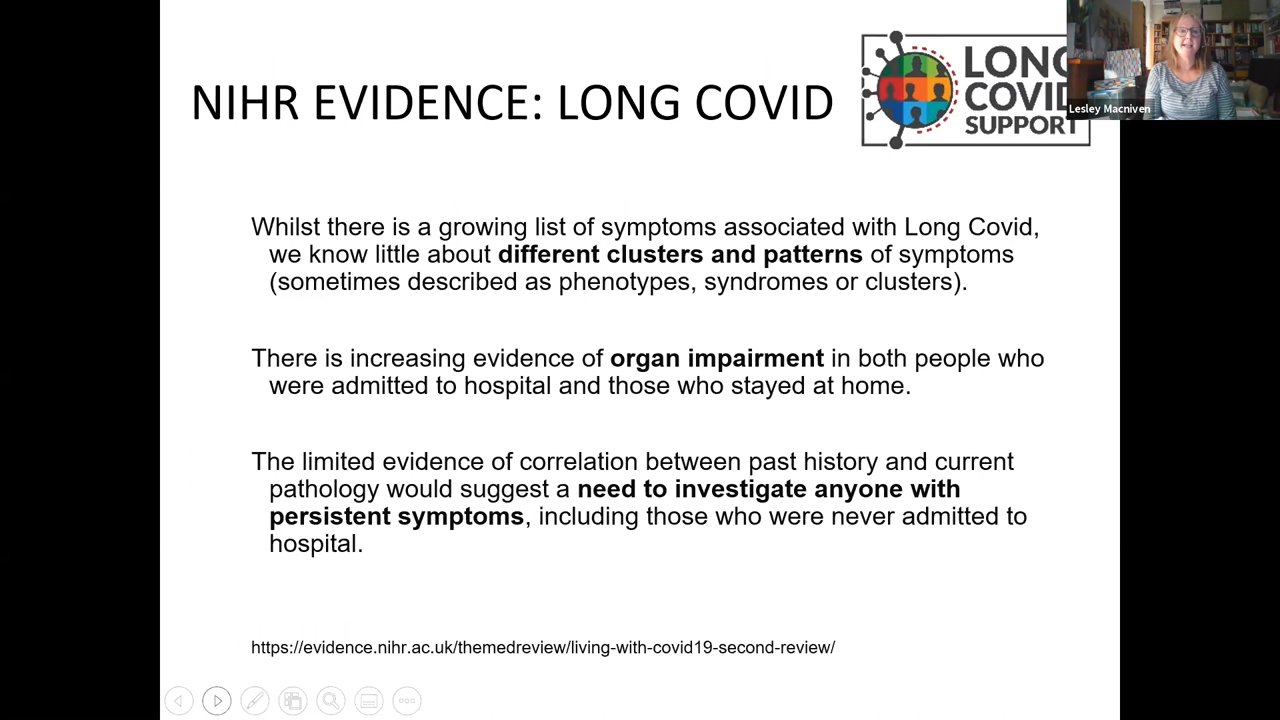 NIHR EVIDENCE: LONG COVID
LONG
COVID
SUPPORT
Lesley Macniven
Whilst there is a growing list of symptoms associated with Long Covid,
we know little about different clusters and patterns of symptoms
(sometimes described as phenotypes, syndromes or clusters).
There is increasing evidence of organ impairment in both people who
were admitted to hospital and those who stayed at home.
The limited evidence of correlation between past history and current
pathology would suggest a need to investigate anyone with
persistent symptoms, including those who were never admitted to
hospital.
https://evidence.nihr.ac.uk/themedreview/living-with-covid19-second-review/